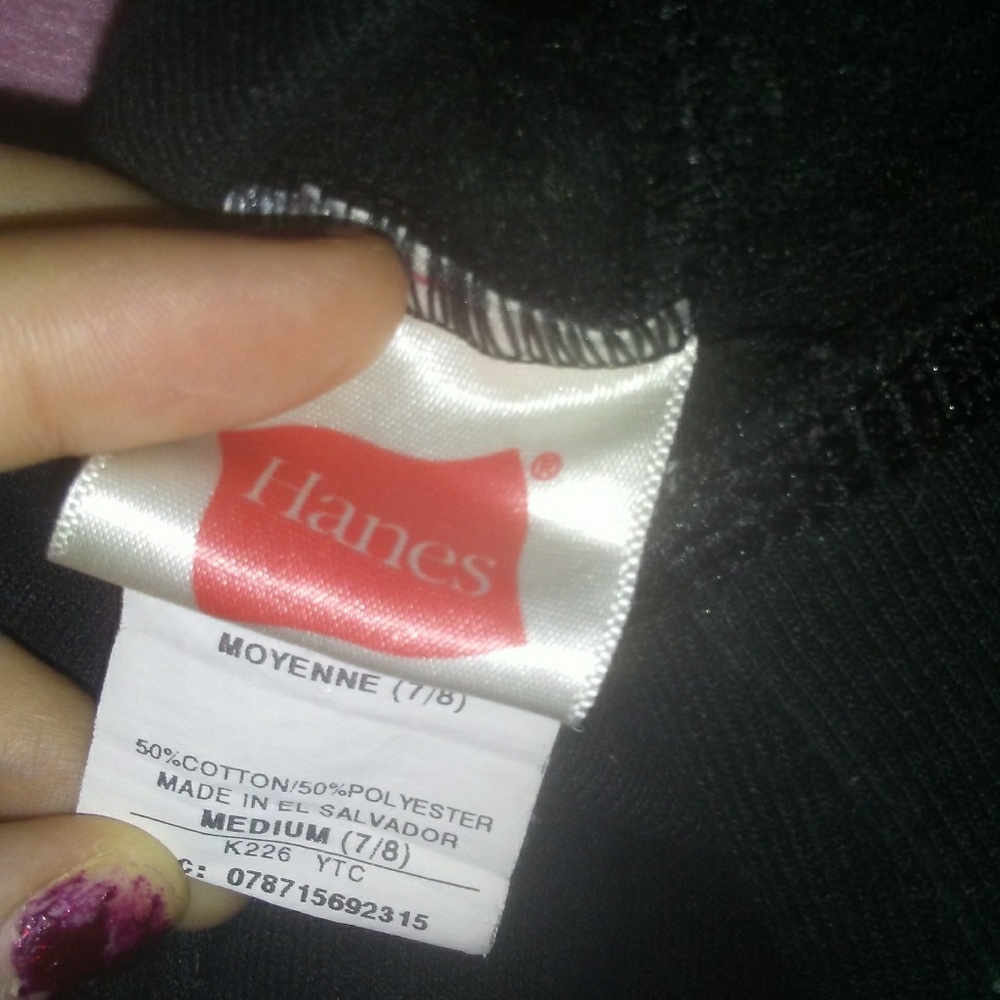 Hanes®
MOYENNE (7/8)
50%COTTON/50%POLYESTER
MADE IN EL SALVADOR
MEDIUM (7/8)
K226 YTC
C: 078715692315